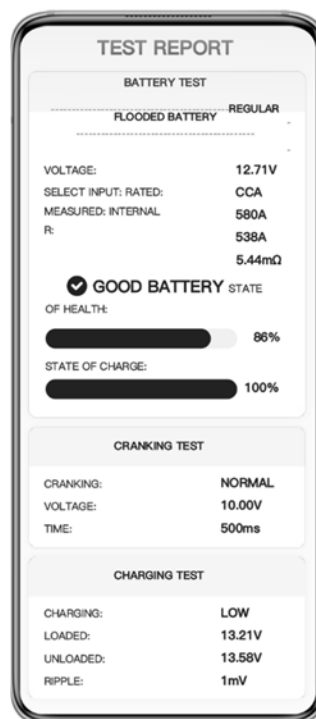 TEST REPORT
BATTERY TEST
REGULAR
FLOODED BATTERY
VOLTAGE: 12.71V
SELECT INPUT: RATED: CCA
MEASURED: INTERNAL 580A
R: 538A
5.44mΩ
GOOD BATTERY STATE
OF HEALTH:
86%
STATE OF CHARGE:
100%
CRANKING TEST
CRANKING: NORMAL
VOLTAGE: 10.00V
TIME: 500ms
CHARGING TEST
CHARGING: LOW
LOADED: 13.21V
UNLOADED: 13.58V
RIPPLE: 1mV